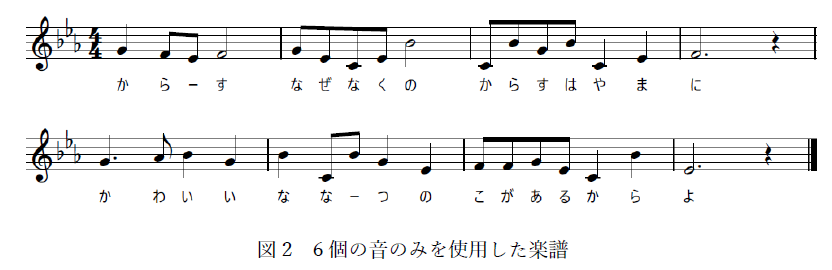 か ら ー す な ぜ な く の か ら す は や ま に
か わ い い な な ー つ の こ が あ る か ら よ
図2 6個の音のみを使用した楽譜